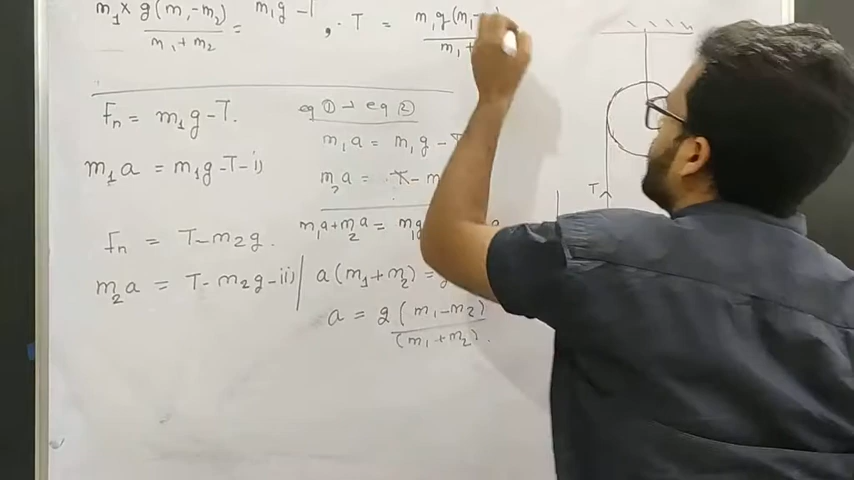 m₁ × g(m₁-m₂) / m₁ + m₂ = m₁g - T , ∴ T = m₁g(m₁- / m₁ +
Fn = m₁g - T.
eq ① → eq ②
m₁a = m₁g - T
m₁a = m₁g - T - i)
m₂a = T - m
Fn = T - m₂g.
m₁a + m₂a = m₁g
m₂a = T - m₂g - ii)
a (m₁ + m₂) =
a = g (m₁ - m₂) / (m₁ + m₂).
T